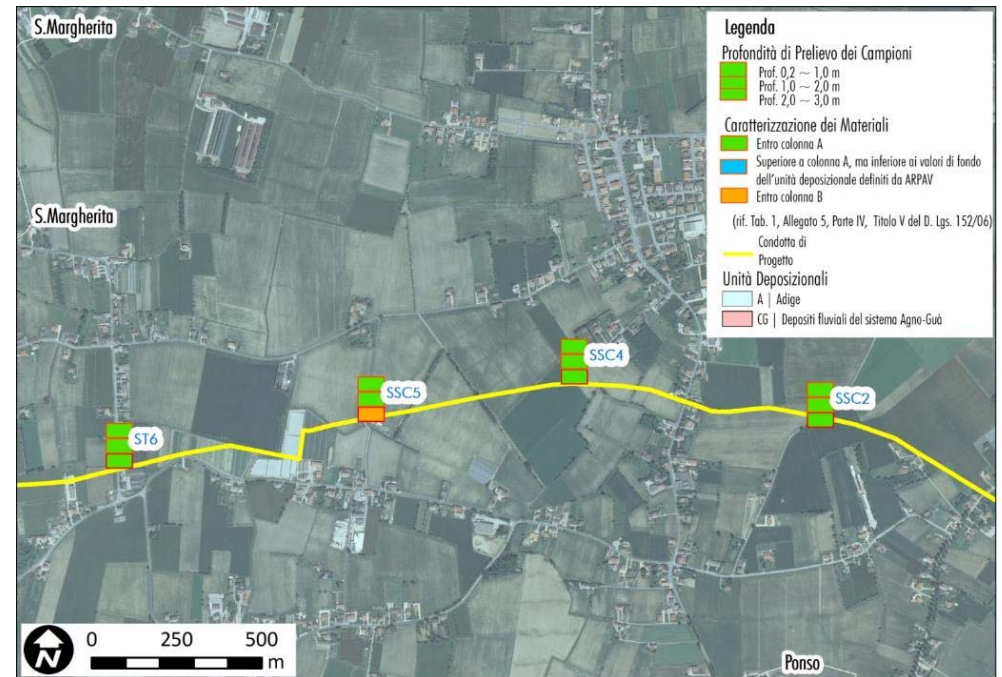 S.Margherita
S.Margherita
SSC4
SSC5
SSC2
ST6
Ponso
N
0 250 500
m
Legenda
Profondità di Prelievo dei Campioni
Prof. 0,2 ~ 1,0 m
Prof. 1,0 ~ 2,0 m
Prof. 2,0 ~ 3,0 m
Caratterizzazione dei Materiali
Entro colonna A
Superiore a colonna A, ma inferiore ai valori di fondo
dell'unità deposizionale definiti da ARPAV
Entro colonna B
(rif. Tab. 1, Allegato 5, Parte IV, Titolo V del D. Lgs. 152/06)
Condotta di
Progetto
Unità Deposizionali
A | Adige
CG | Depositi fluviali del sistema Agno-Guà